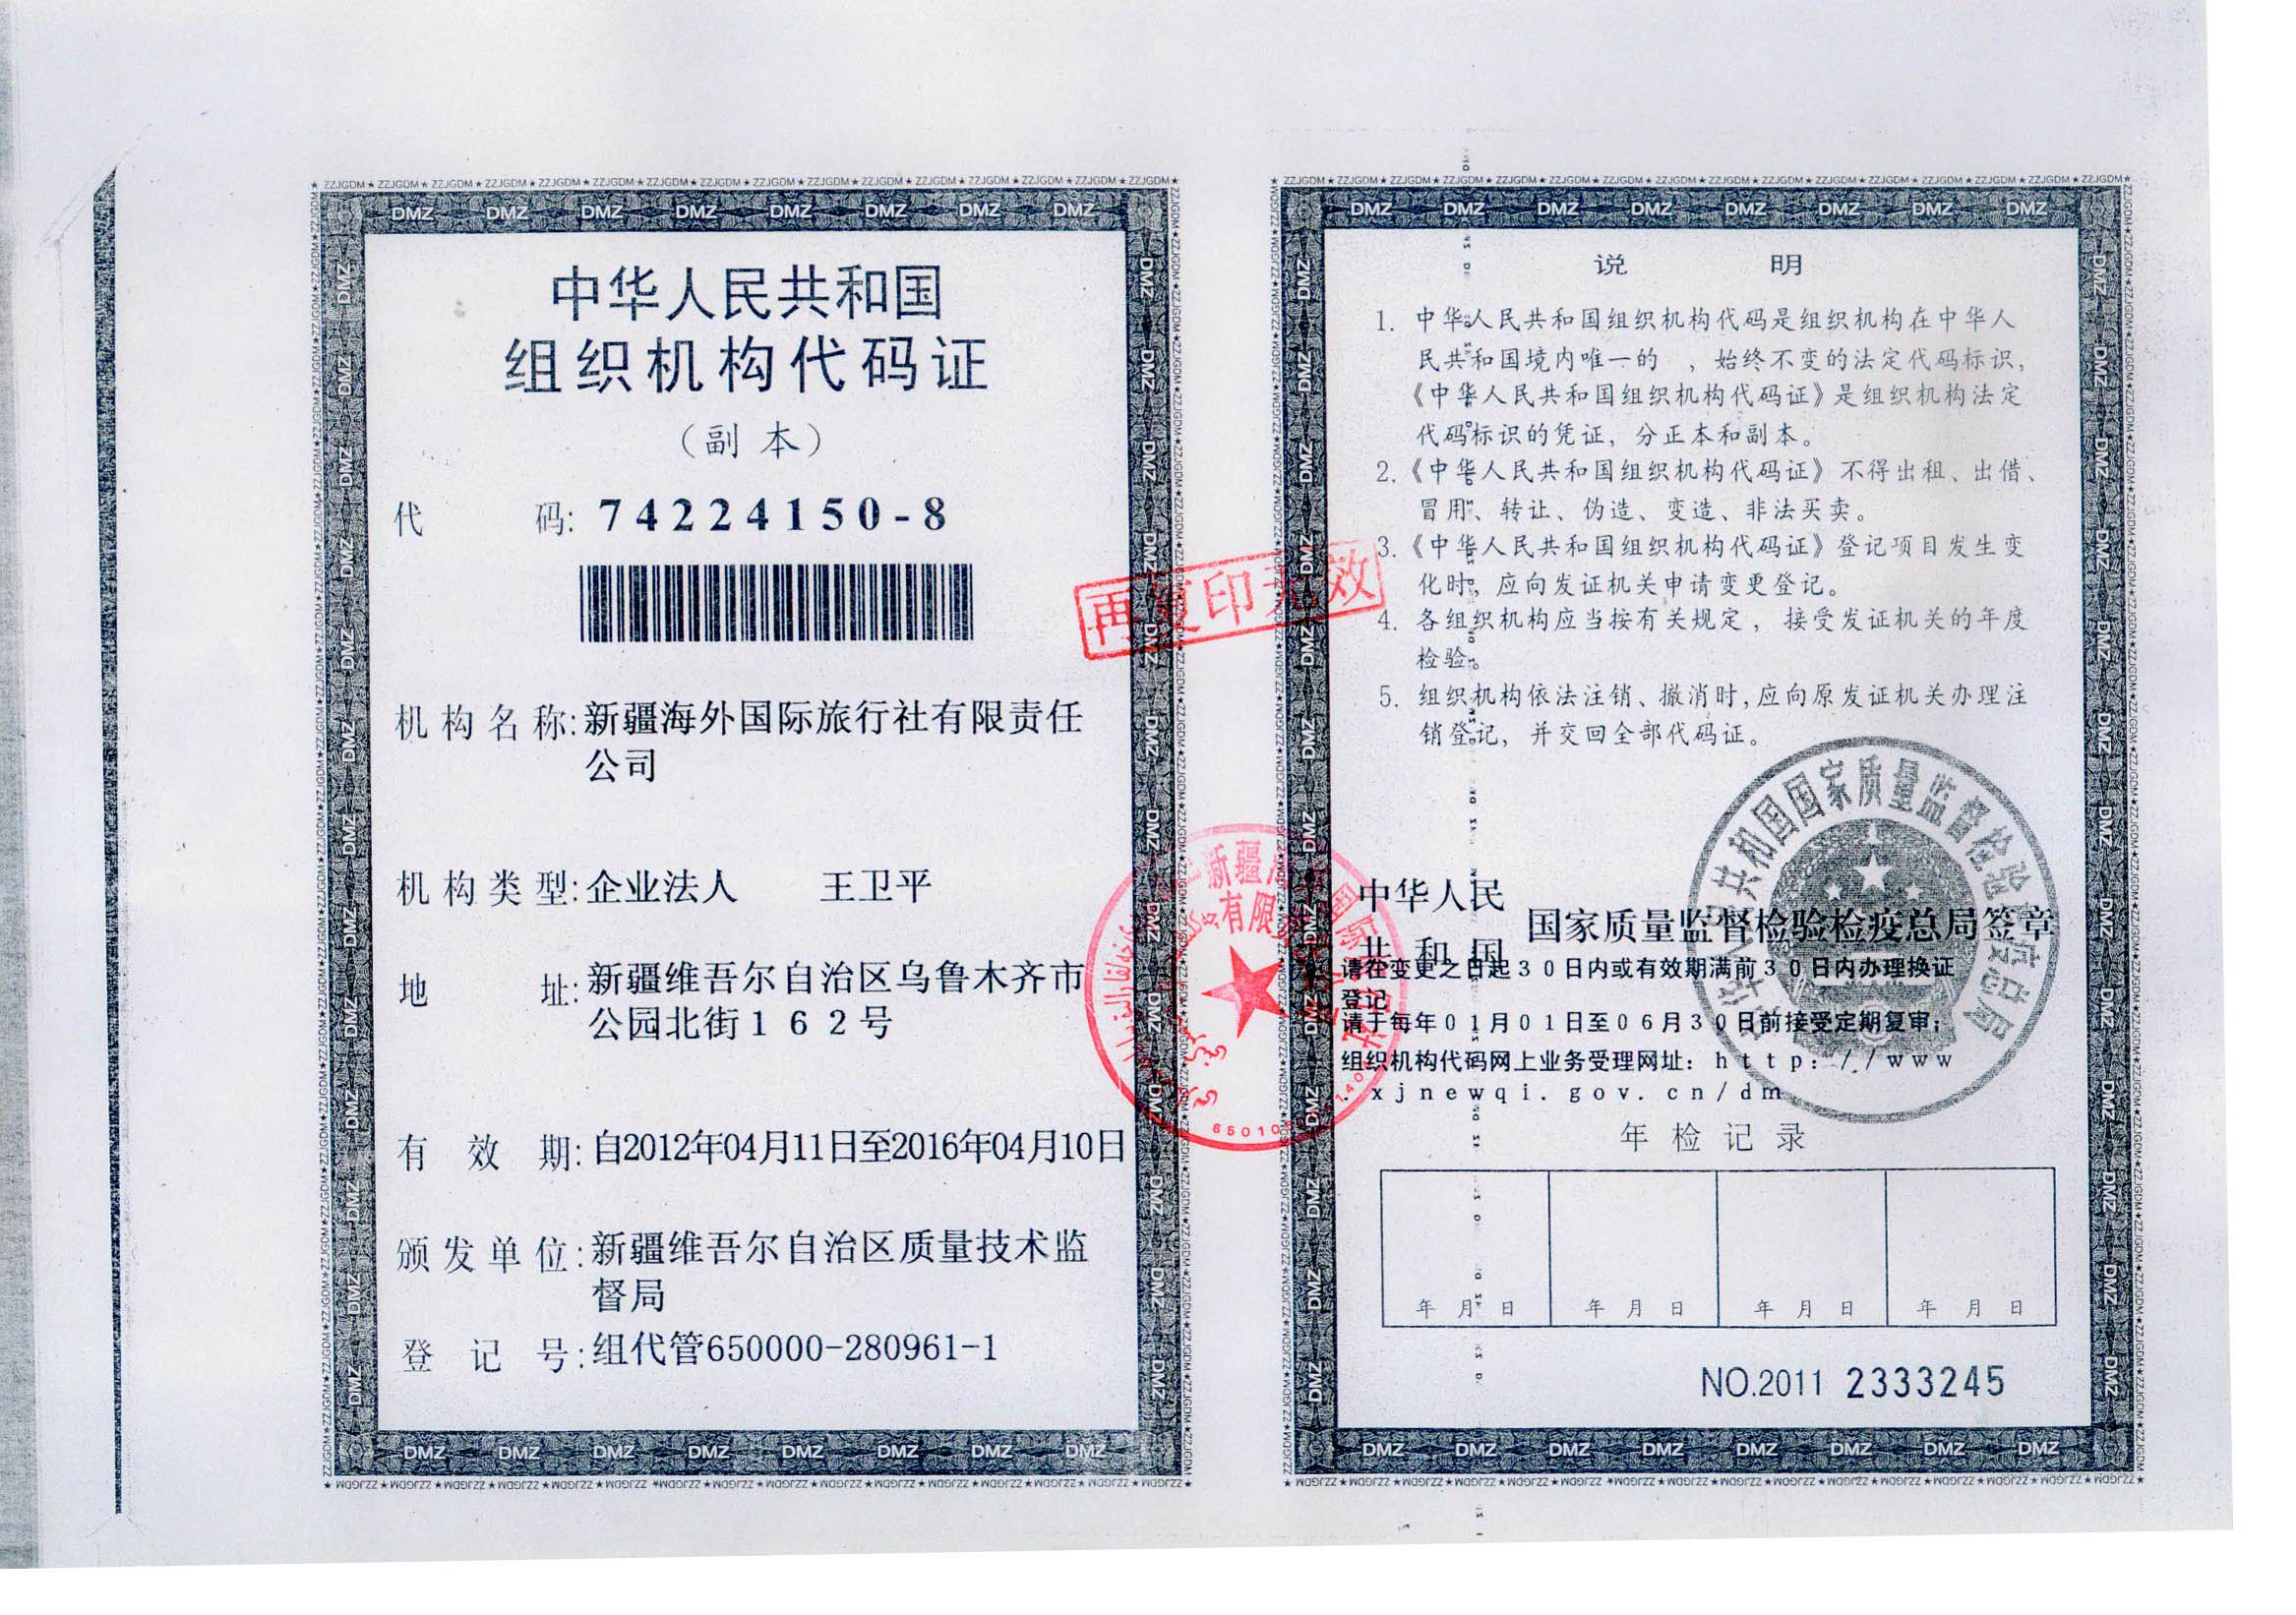 中华人民共和国
组织机构代码证
（副 本）
代 码: 74224150-8
机构名称: 新疆海外国际旅行社有限责任
公司
机构类型: 企业法人 王卫平
地 址: 新疆维吾尔自治区乌鲁木齐市
公园北街１６２号
有 效 期: 自2012年04月11日至2016年04月10日
颁发单位: 新疆维吾尔自治区质量技术监
督局
登 记 号: 组代管650000-280961-1
再复印无效
说 明
1. 中华人民共和国组织机构代码是组织机构在中华人
民共和国境内唯一的 ，始终不变的法定代码标识，
《中华人民共和国组织机构代码证》是组织机构法定
代码标识的凭证，分正本和副本。
2.《中华人民共和国组织机构代码证》不得出租、出借、
冒用、转让、伪造、变造、非法买卖。
3.《中华人民共和国组织机构代码证》登记项目发生变
化时，应向发证机关申请变更登记。
4. 各组织机构应当按有关规定，接受发证机关的年度
检验。
5. 组织机构依法注销、撤消时,应向原发证机关办理注
销登记，并交回全部代码证。
中华人民
共 和 国
国家质量监督检验检疫总局签章
请在变更之日起３０日内或有效期满前３０日内办理换证
登记
请于每年０１月０１日至０６月３０日前接受定期复审；
组织机构代码网上业务受理网址：ｈｔｔｐ：／／ｗｗｗ
．ｘｊｎｅｗｑｉ．ｇｏｖ．ｃｎ／ｄｍ
年 检 记 录
年 月 日 年 月 日 年 月 日 年 月 日
NO.2011 2333245